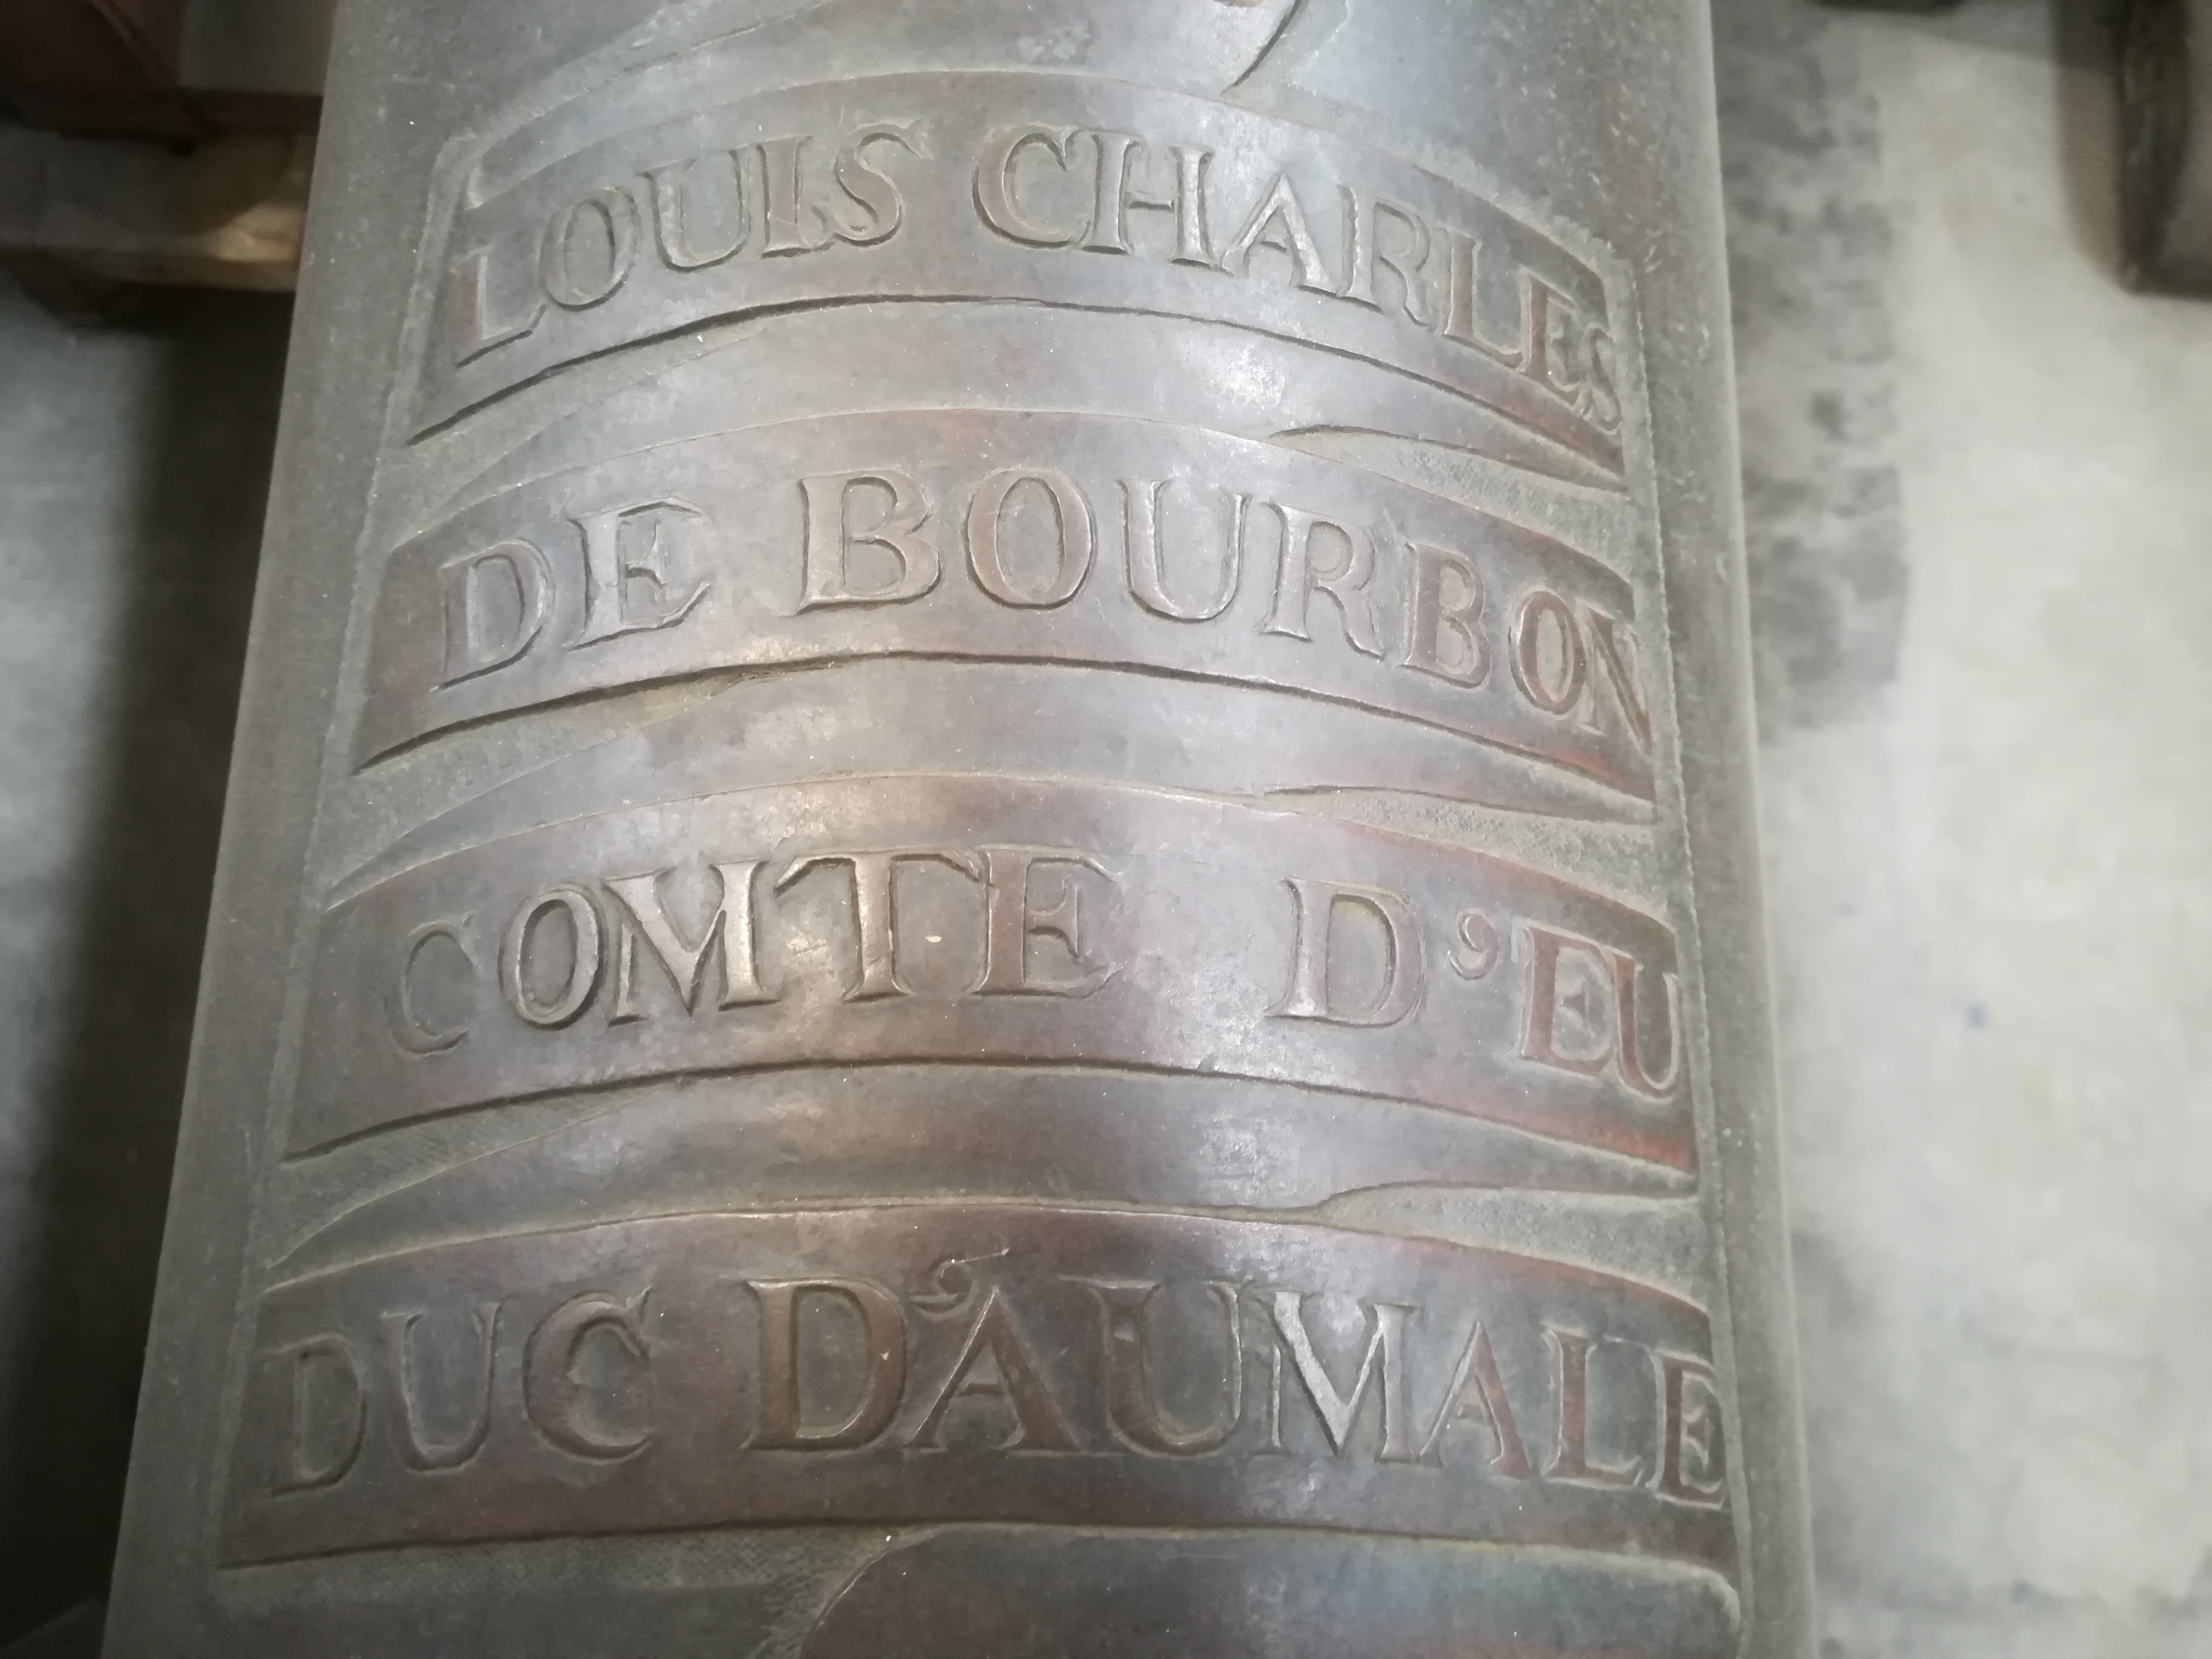 LOUIS CHARLES
DE BOURBON
COMTE D'EU
DUC D'AUMALE